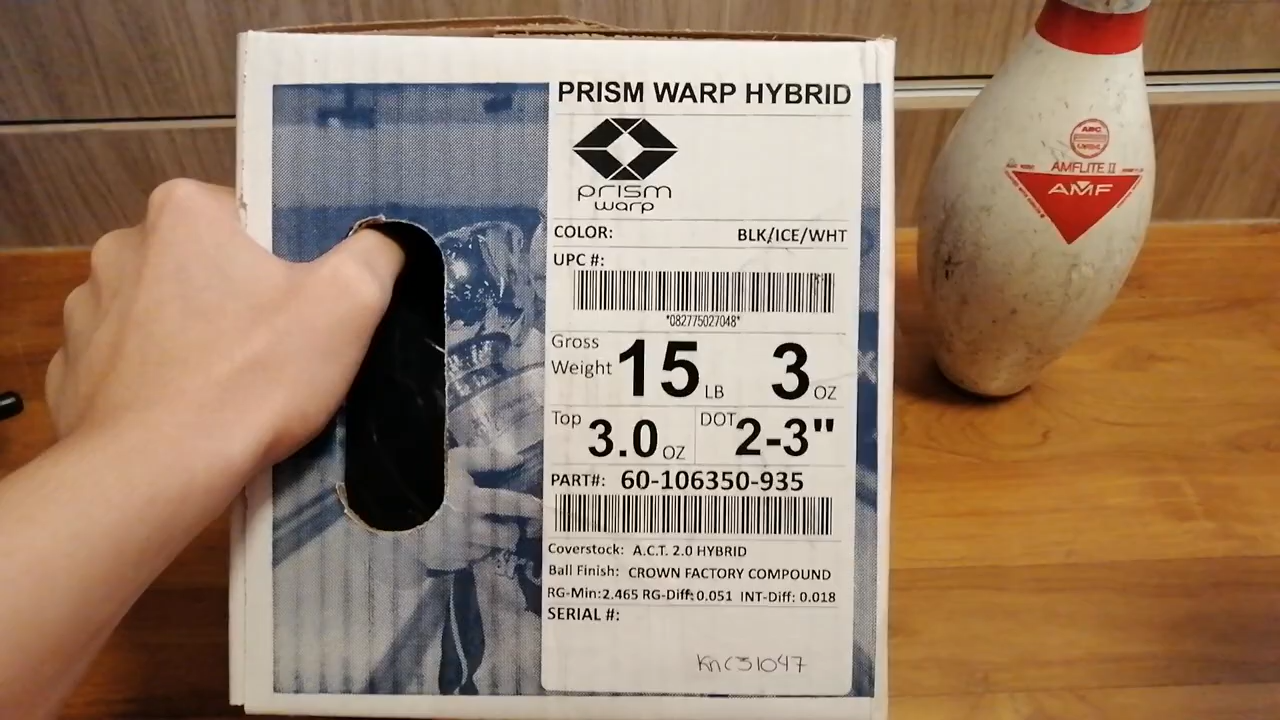 PRISM WARP HYBRID
prism
warp
COLOR: BLK/ICE/WHT
UPC #:
*082775027048*
Gross
Weight 15 LB 3 OZ
Top 3.0 OZ DOT 2-3"
PART#: 60-106350-935
Coverstock: A.C.T. 2.0 HYBRID
Ball Finish: CROWN FACTORY COMPOUND
RG-Min:2.465 RG-Diff:0.051 INT-Diff: 0.018
SERIAL #:
KNC31047
ABC
AMFLITE II
AMF